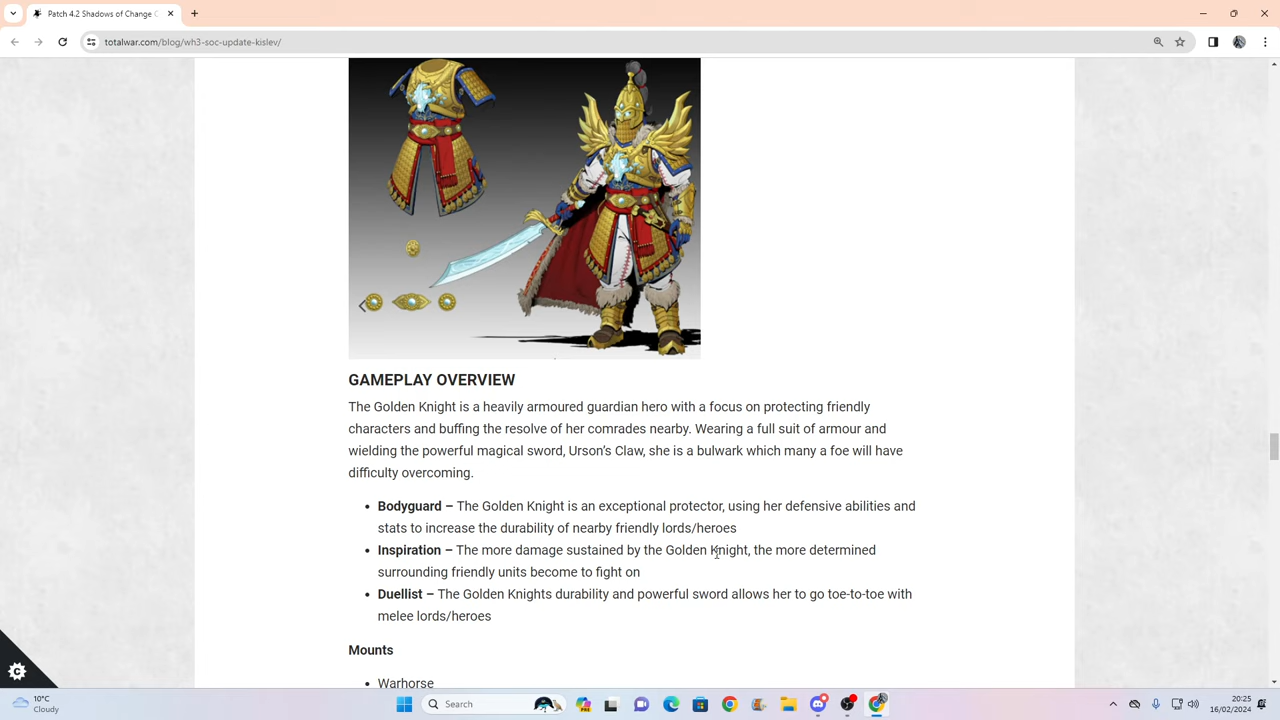 Patch 4.2 Shadows of Change
totalwar.com/blog/wh3-soc-update-kislev/
GAMEPLAY OVERVIEW
The Golden Knight is a heavily armoured guardian hero with a focus on protecting friendly
characters and buffing the resolve of her comrades nearby. Wearing a full suit of armour and
wielding the powerful magical sword, Urson’s Claw, she is a bulwark which many a foe will have
difficulty overcoming.
• Bodyguard – The Golden Knight is an exceptional protector, using her defensive abilities and
stats to increase the durability of nearby friendly lords/heroes
• Inspiration – The more damage sustained by the Golden Knight, the more determined
surrounding friendly units become to fight on
• Duellist – The Golden Knights durability and powerful sword allows her to go toe-to-toe with
melee lords/heroes
Mounts
• Warhorse
10°C
Cloudy
Search
20:25
16/02/2024